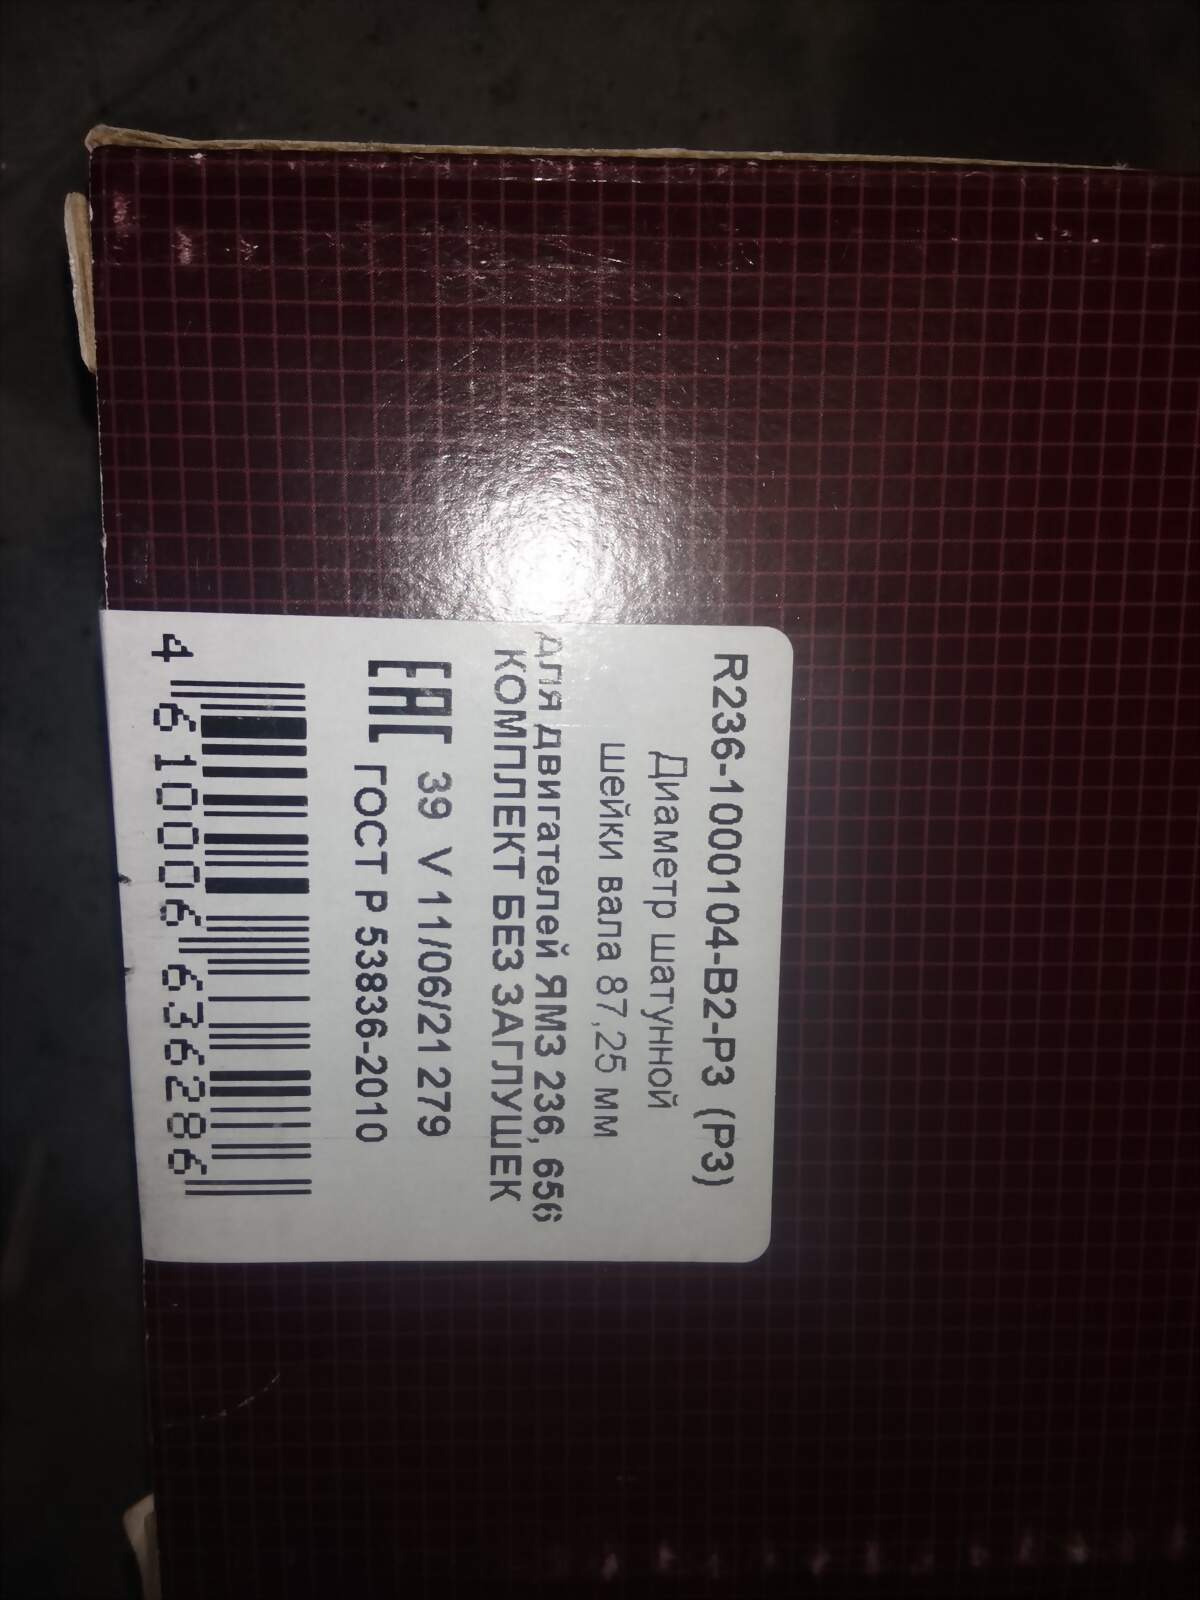 R236-1000104-B2-P3 (P3)
Диаметр шатунной
шейки вала 87,25 мм
для двигателей ЯМЗ 236, 656
КОМПЛЕКТ БЕЗ ЗАГЛУШЕК
EAC 39 V 11/06/21 279
ГОСТ Р 53836-2010
4 610006 636286